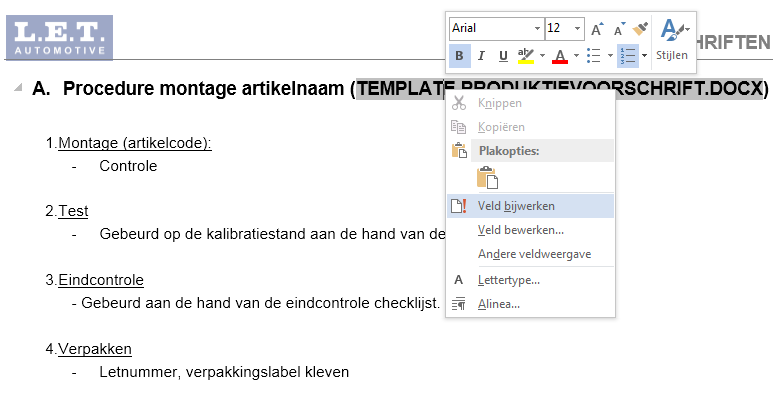 L.E.T.
AUTOMOTIVE
HRIFTEN
Arial 12
B I U ab A Stijlen
A. Procedure montage artikelnaam (TEMPLATE PRODUKTIEVOORSCHRIFT.DOCX)
Knippen
Kopiëren
Plakopties:
Veld bijwerken
Veld bewerken...
Andere veldweergave
A Lettertype...
Alinea...
1.Montage (artikelcode):
- Controle
2.Test
- Gebeurd op de kalibratiestand aan de hand van de
3.Eindcontrole
- Gebeurd aan de hand van de eindcontrole checklijst.
4.Verpakken
- Letnummer, verpakkingslabel kleven